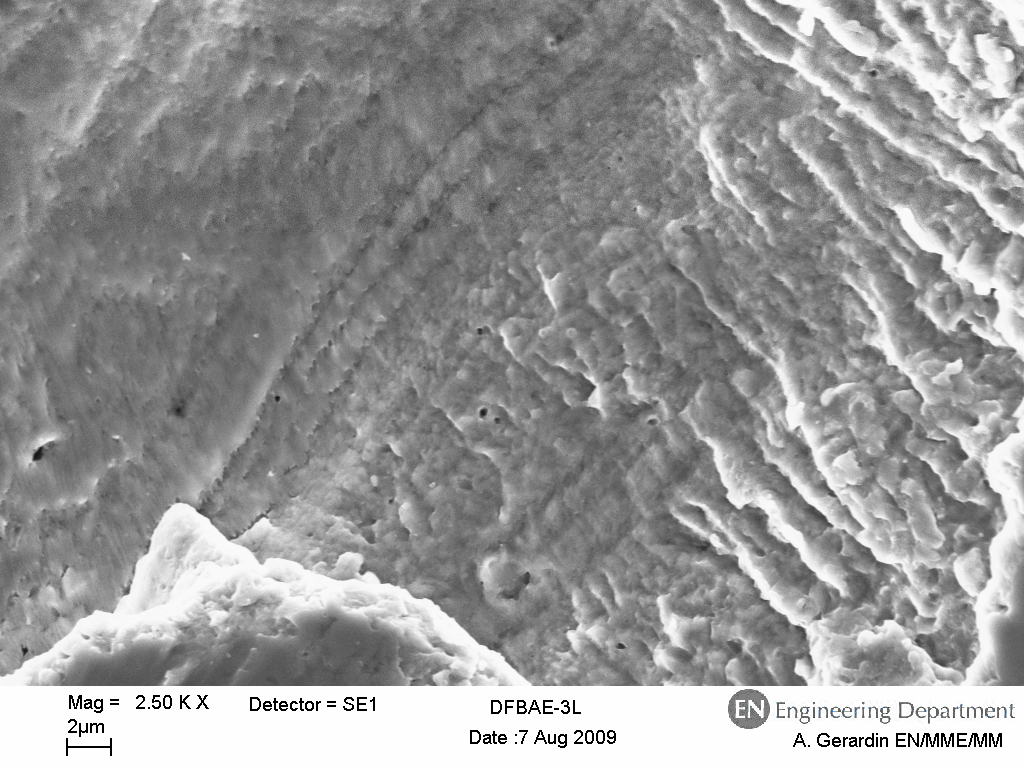 Mag = 2.50 K X
2µm
Detector = SE1
DFBAE-3L
Date :7 Aug 2009
EN Engineering Department
A. Gerardin EN/MME/MM